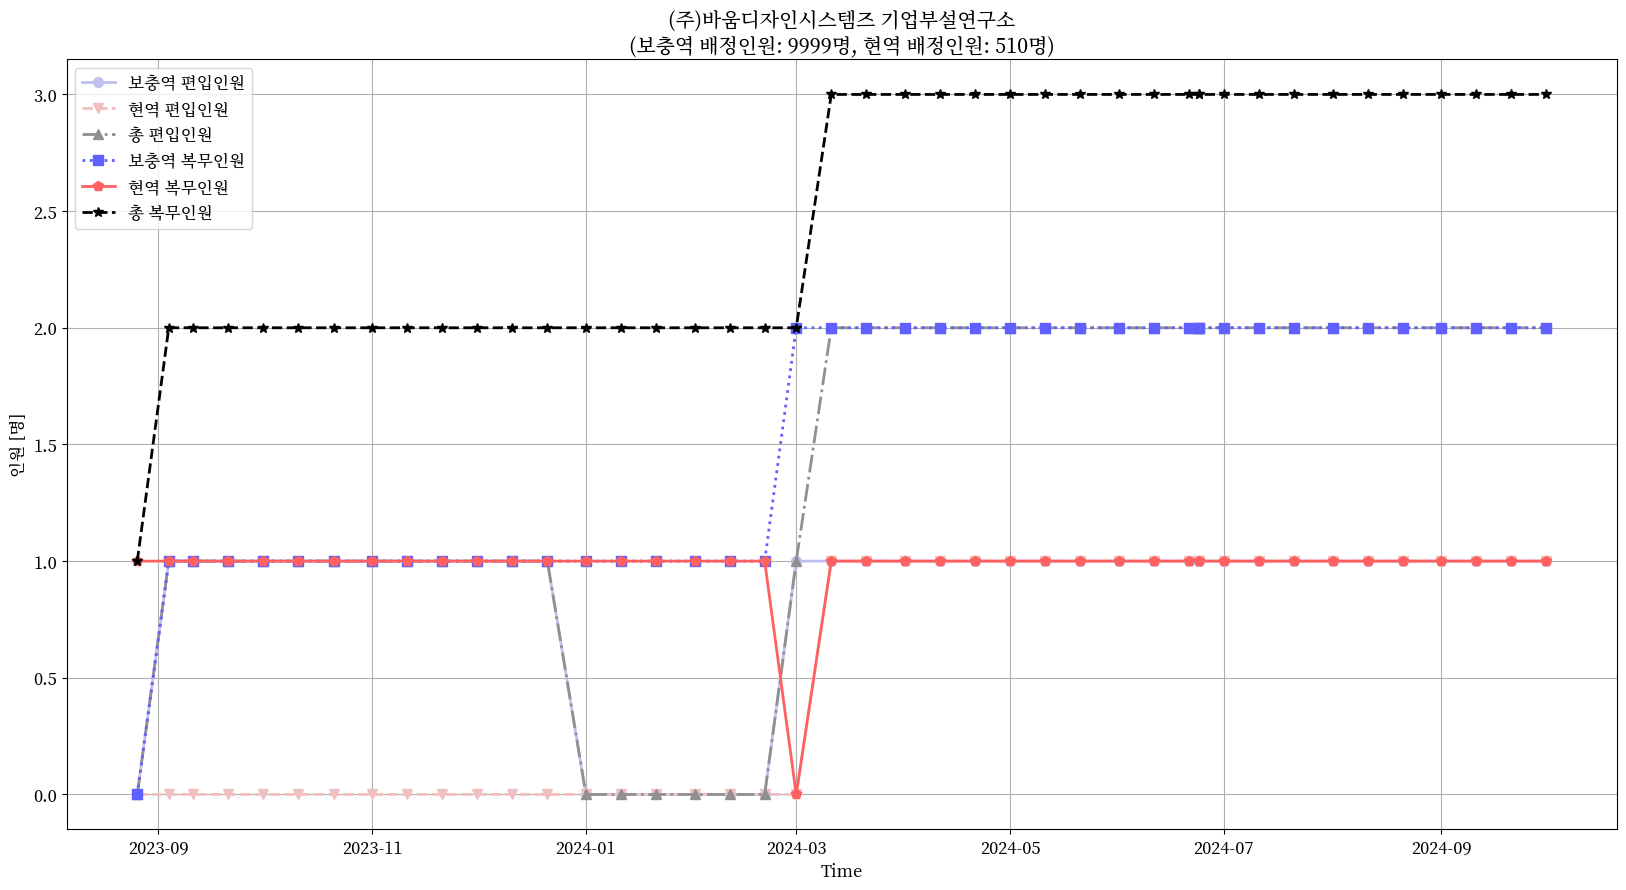 (주)바움디자인시스템즈 기업부설연구소
(보충역 배정인원: 9999명, 현역 배정인원: 510명)
보충역 편입인원
현역 편입인원
총 편입인원
보충역 복무인원
현역 복무인원
총 복무인원
3.0
2.5
2.0
1.5
1.0
0.5
0.0
인원 [명]
2023-09
2023-11
2024-01
2024-03
2024-05
2024-07
2024-09
Time